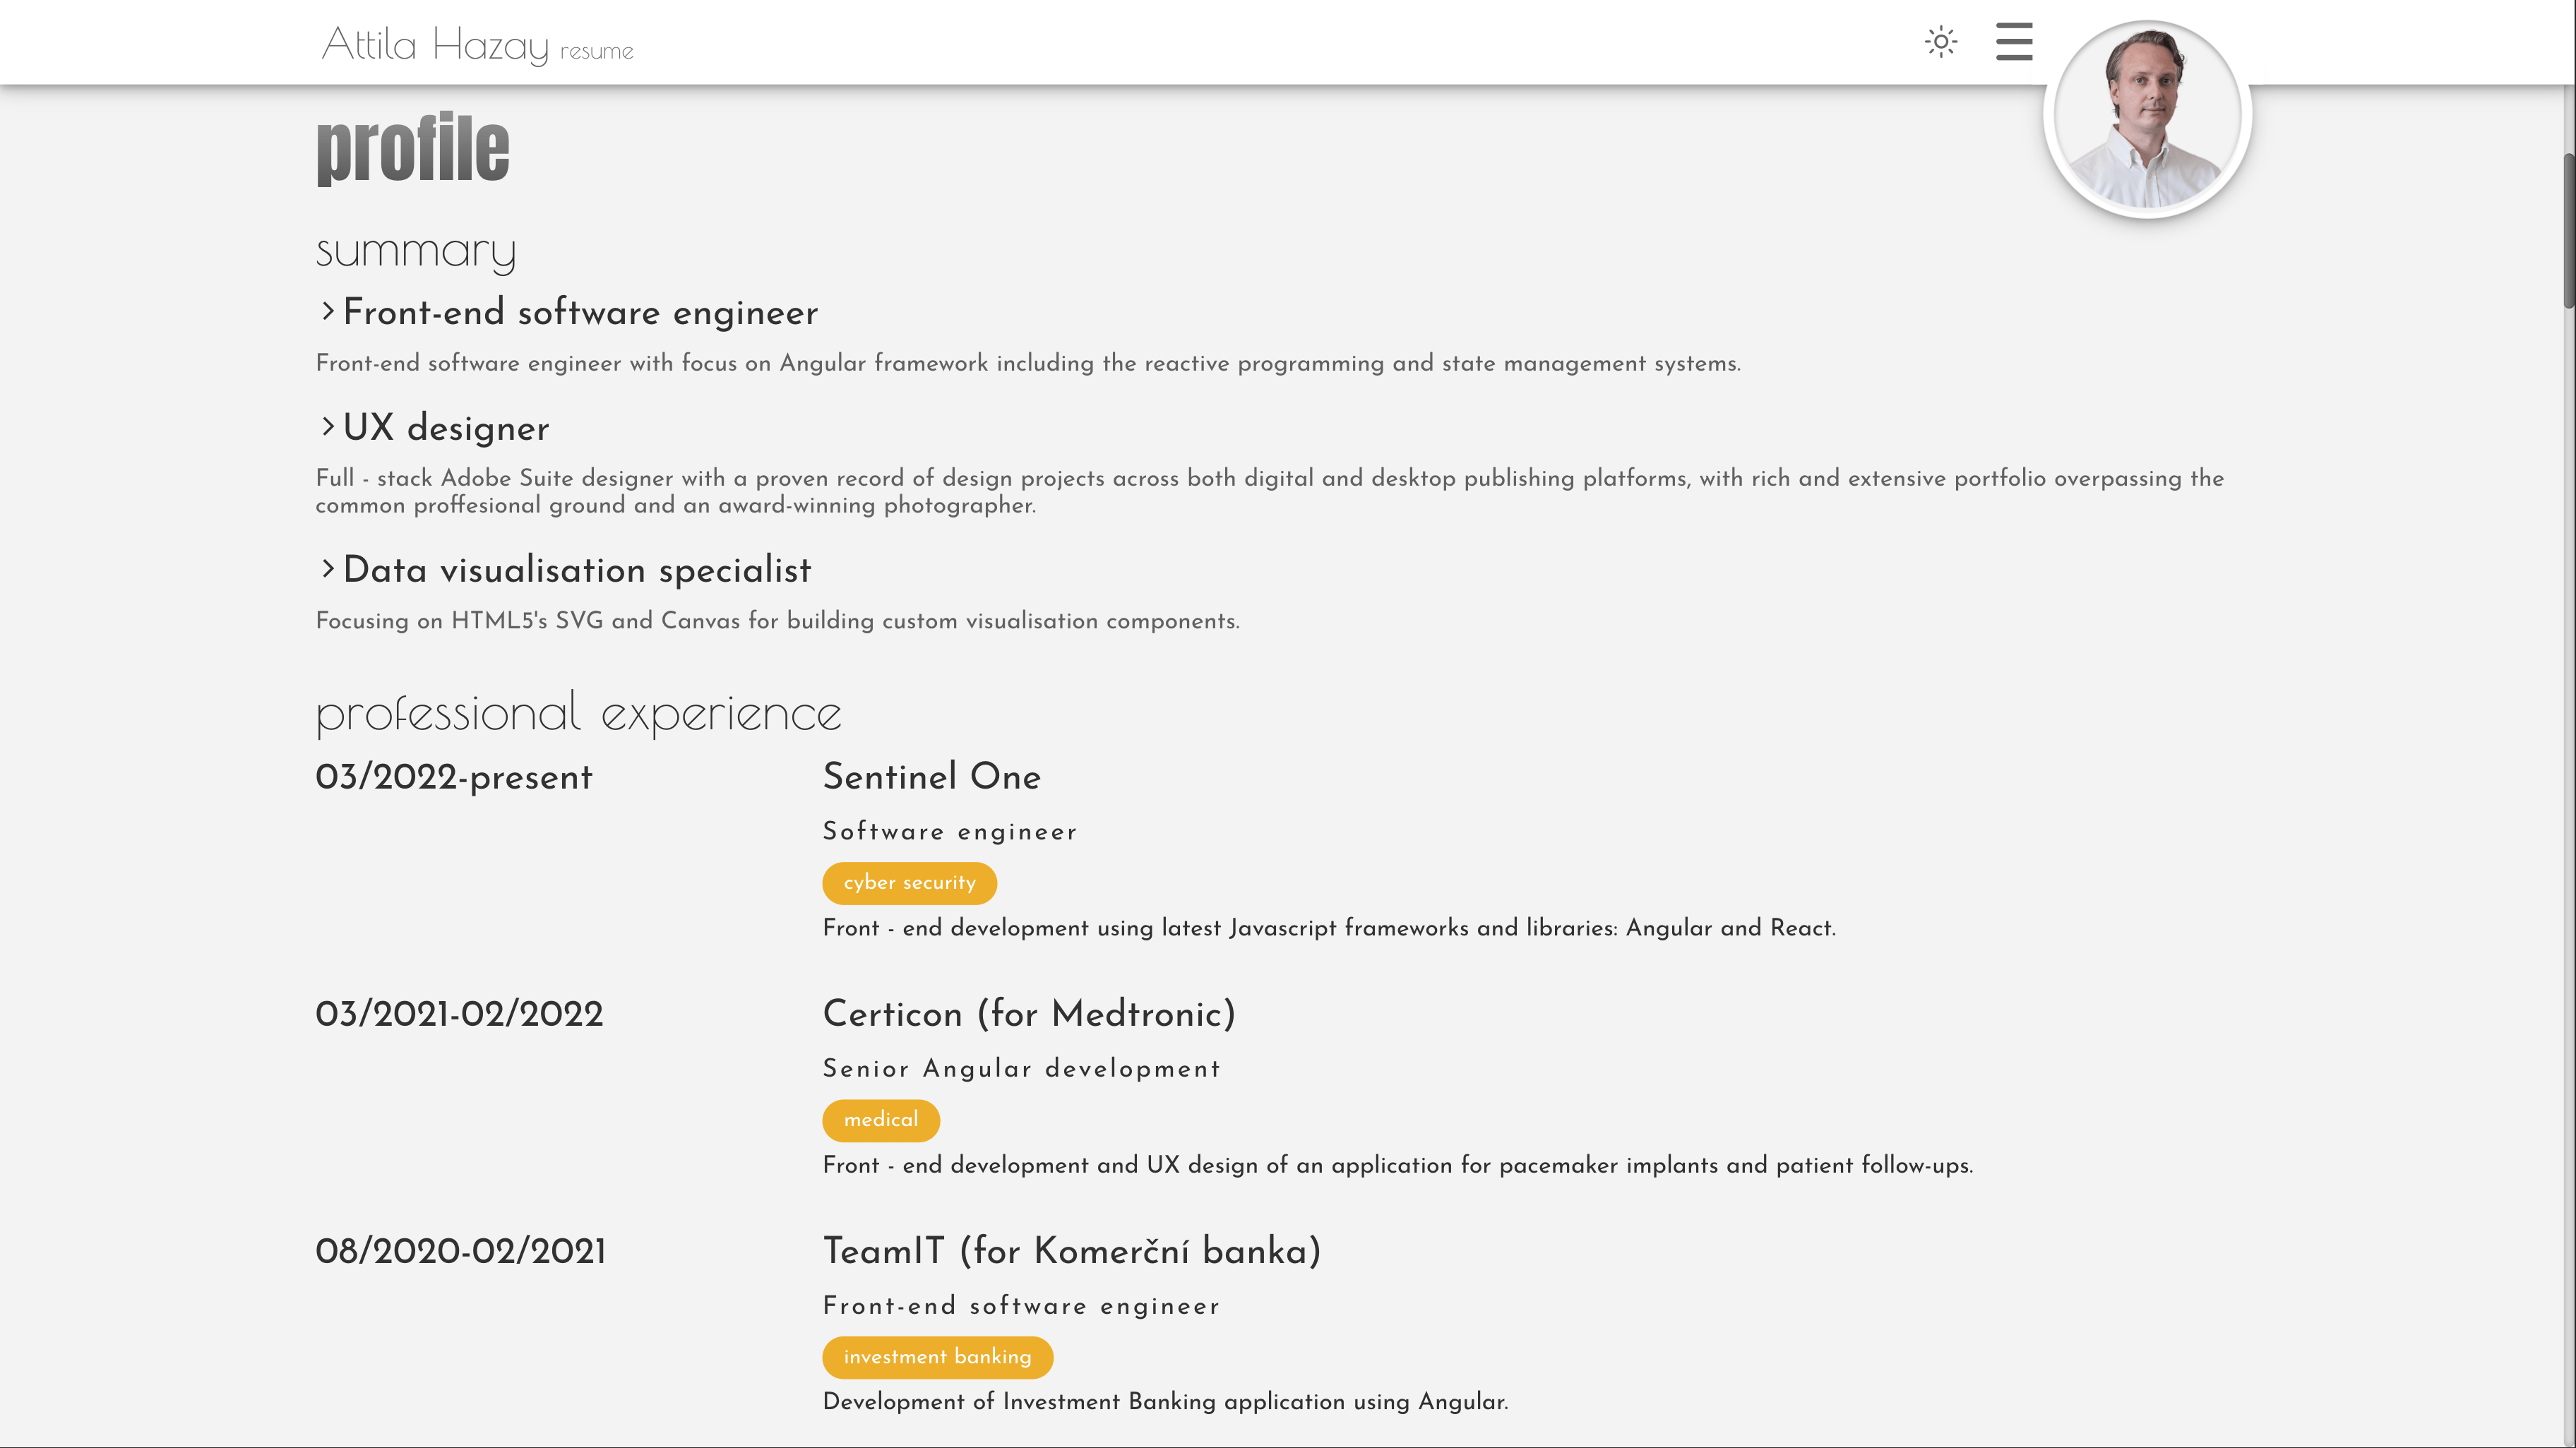 Attila Hazay resume
profile
summary
Front-end software engineer
Front-end software engineer with focus on Angular framework including the reactive programming and state management systems.
UX designer
Full - stack Adobe Suite designer with a proven record of design projects across both digital and desktop publishing platforms, with rich and extensive portfolio overpassing the
common proffesional ground and an award-winning photographer.
Data visualisation specialist
Focusing on HTML5's SVG and Canvas for building custom visualisation components.
professional experience
03/2022-present
Sentinel One
Software engineer
cyber security
Front - end development using latest Javascript frameworks and libraries: Angular and React.
03/2021-02/2022
Certicon (for Medtronic)
Senior Angular development
medical
Front - end development and UX design of an application for pacemaker implants and patient follow-ups.
08/2020-02/2021
TeamIT (for Komerční banka)
Front-end software engineer
investment banking
Development of Investment Banking application using Angular.